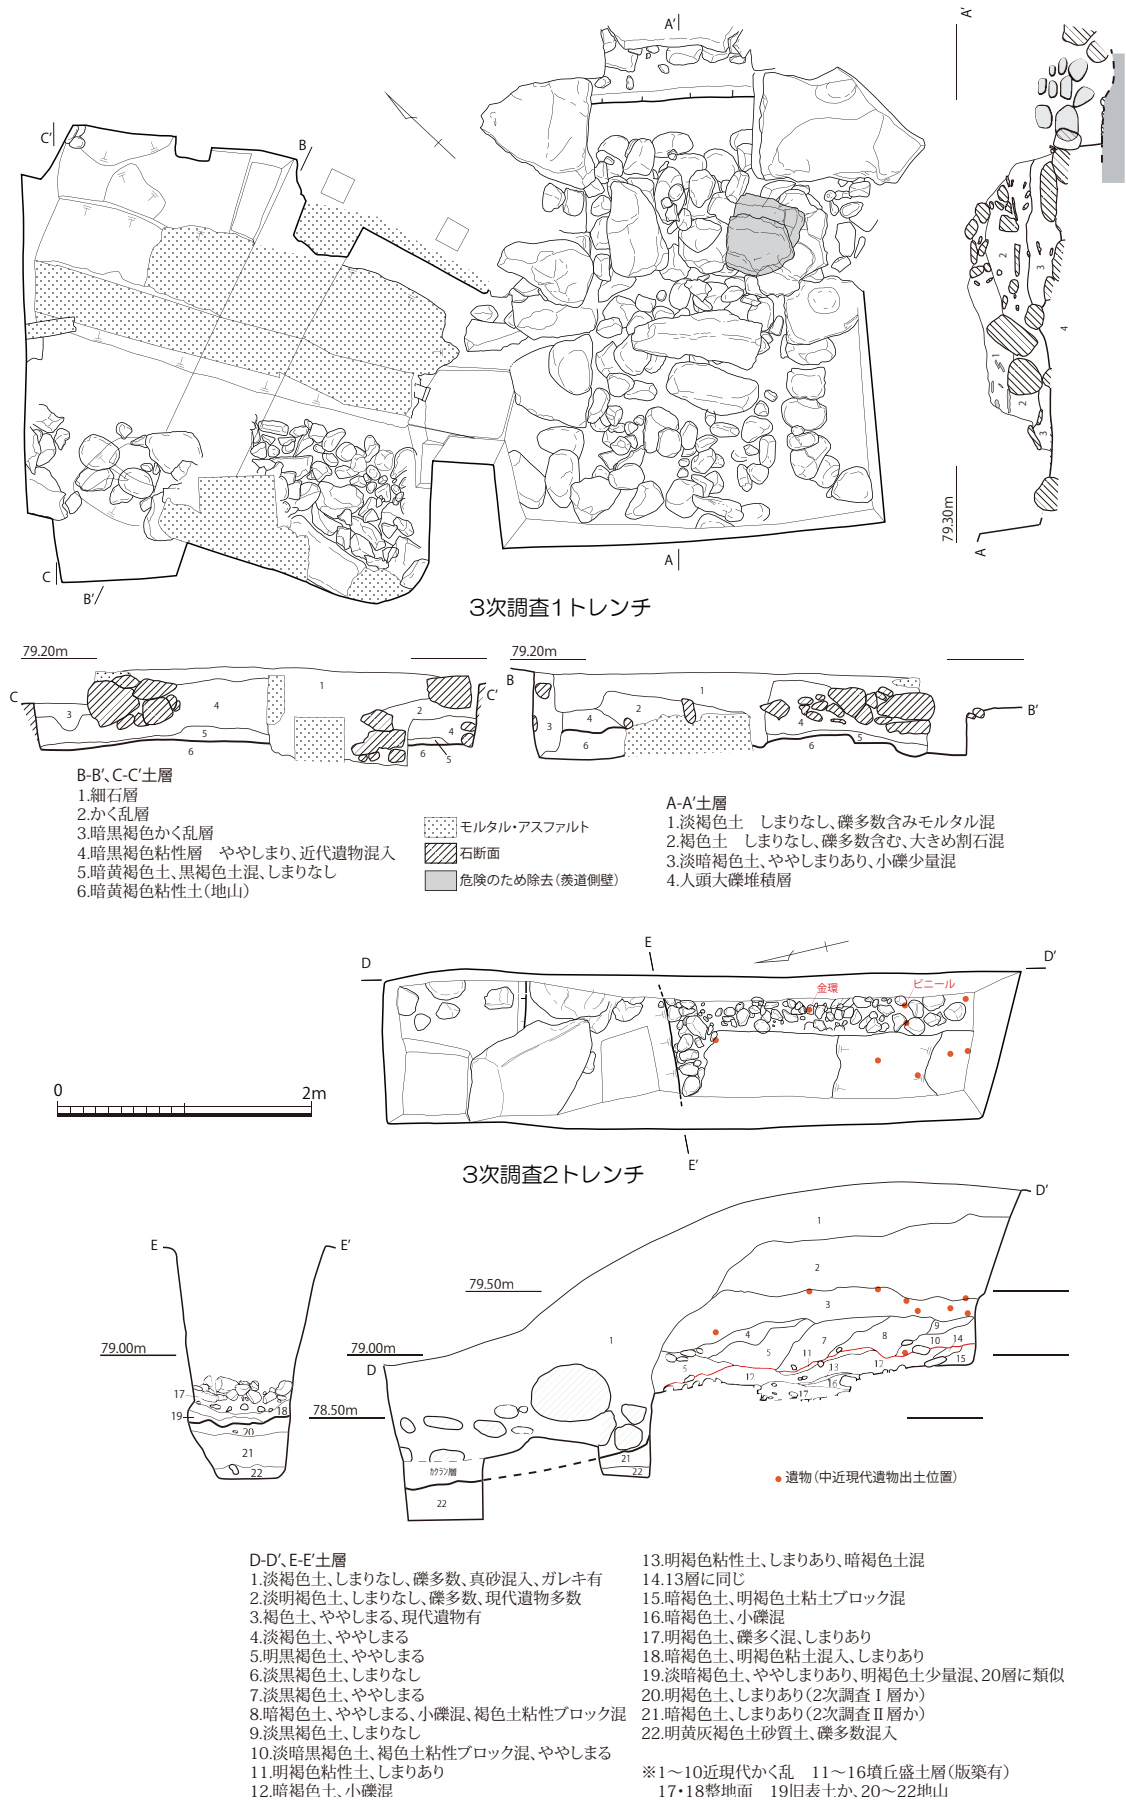 A’
A’
C’
B
79.30m
A
C
B’
A
2
3
4
1
2
3
3次調査1トレンチ
79.20m
79.20m
C
C’
B
B’
1
2
3
4
5
6
4
6
5
1
2
3
4
6
4
5
6
B-B’、C-C’土層
1.細石層
2.かく乱層
3.暗黒褐色かく乱層
4.暗黒褐色粘性層　ややしまり、近代遺物混入
5.暗黄褐色土、黒褐色土混、しまりなし
6.暗黄褐色粘性土（地山）
モルタル・アスファルト
石断面
危険のため除去（羨道側壁）
A-A’土層
1.淡褐色土　しまりなし、礫多数含みモルタル混
2.褐色土　しまりなし、礫多数含む、大きめ割石混
3.淡暗褐色土、ややしまりあり、小礫少量混
4.人頭大礫堆積層
D
E
D’
金環
ビニール
E’
0
2m
3次調査2トレンチ
E
E’
79.00m
17
18
19
20
21
22
79.50m
79.00m
78.50m
D
D’
1
2
3
4
5
5
7
8
9
10
14
15
11
12
13
12
16
17
1
カクラン層
21
22
22
遺物（中近現代遺物出土位置）
D-D’、E-E’土層
1.淡褐色土、しまりなし、礫多数、真砂混入、ガレキ有
2.淡明褐色土、しまりなし、礫多数、現代遺物多数
3.褐色土、ややしまる、現代遺物有
4.淡褐色土、ややしまる
5.明黒褐色土、ややしまる
6.淡黒褐色土、しまりなし
7.淡黒褐色土、ややしまる
8.暗褐色土、ややしまる、小礫混、褐色土粘性ブロック混
9.淡黒褐色土、しまりなし
10.淡暗黒褐色土、褐色土粘性ブロック混、ややしまる
11.明褐色粘性土、しまりあり
12.暗褐色土、小礫混
13.明褐色粘性土、しまりあり、暗褐色土混
14.13層に同じ
15.暗褐色土、明褐色土粘土ブロック混
16.暗褐色土、小礫混
17.明褐色土、礫多く混、しまりあり
18.暗褐色土、明褐色粘土混入、しまりあり
19.淡暗褐色土、ややしまりあり、明褐色土少量混、20層に類似
20.明褐色土、しまりあり（2次調査Ⅰ層か）
21.暗褐色土、しまりあり（2次調査Ⅱ層か）
22.明黄灰褐色土砂質土、礫多数混入
※1～10近現代かく乱　11～16墳丘盛土層（版築有）
17・18整地面　19旧表土か、20～22地山